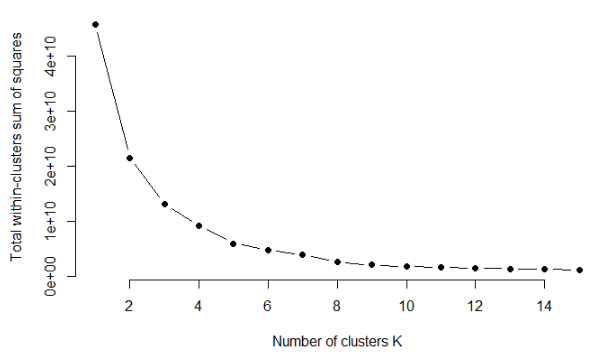 Total within-clusters sum of squares
4e+10
3e+10
2e+10
1e+10
0e+00
2 4 6 8 10 12 14
Number of clusters K